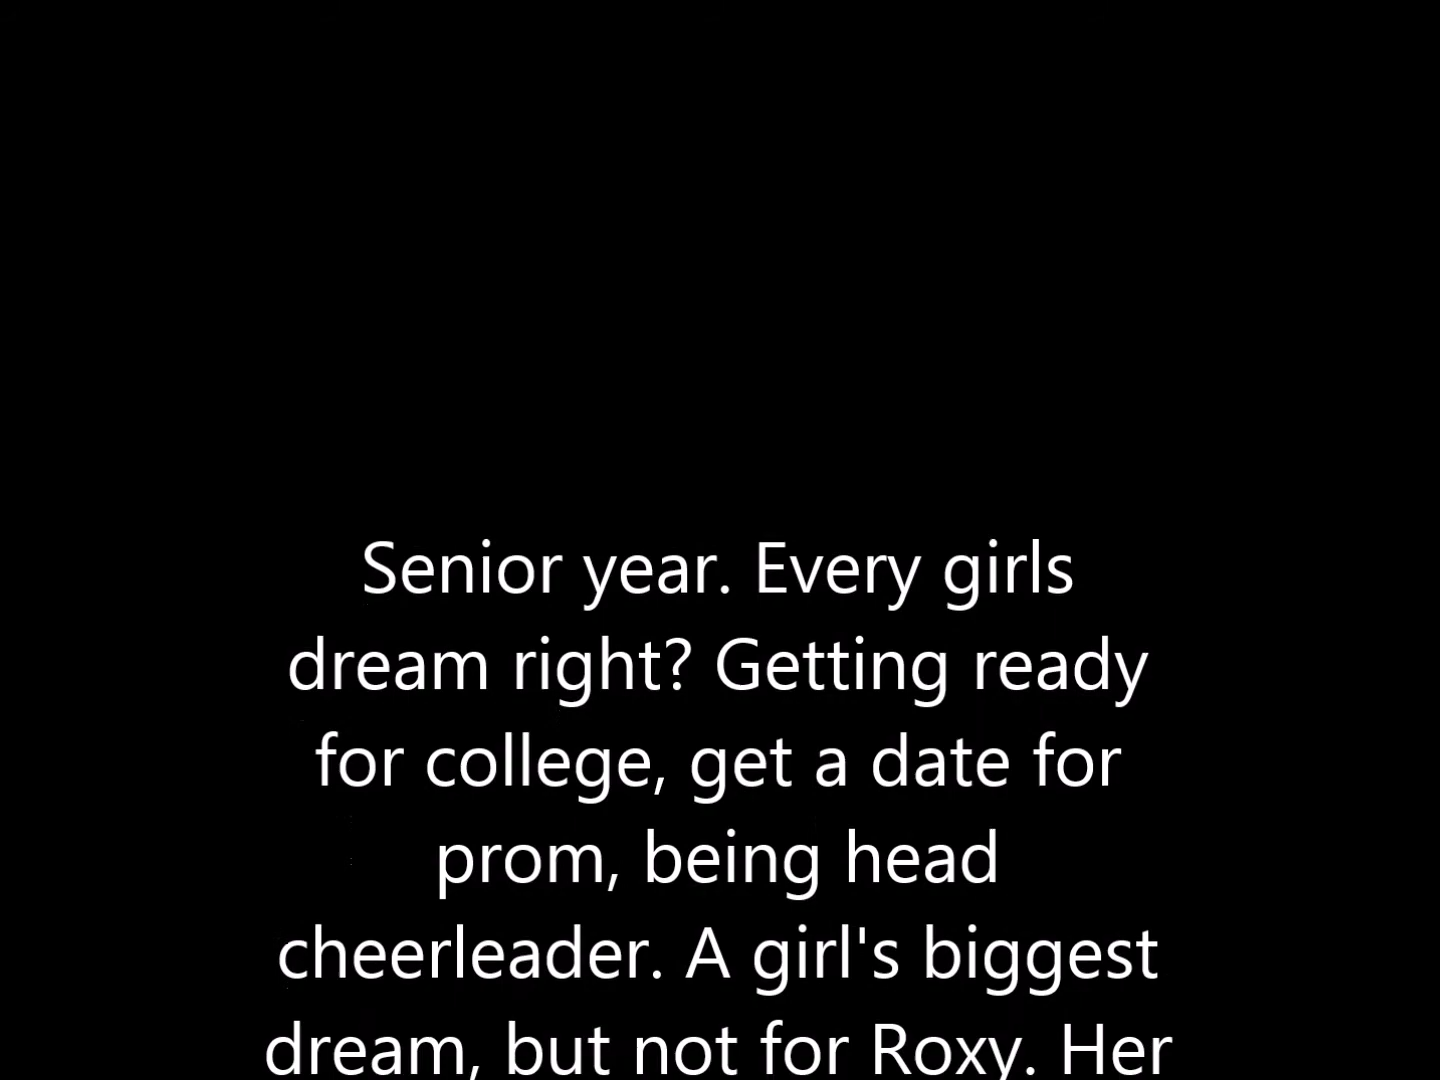 Senior year. Every girls
dream right? Getting ready
for college, get a date for
prom, being head
cheerleader. A girl's biggest
dream, but not for Roxy. Her